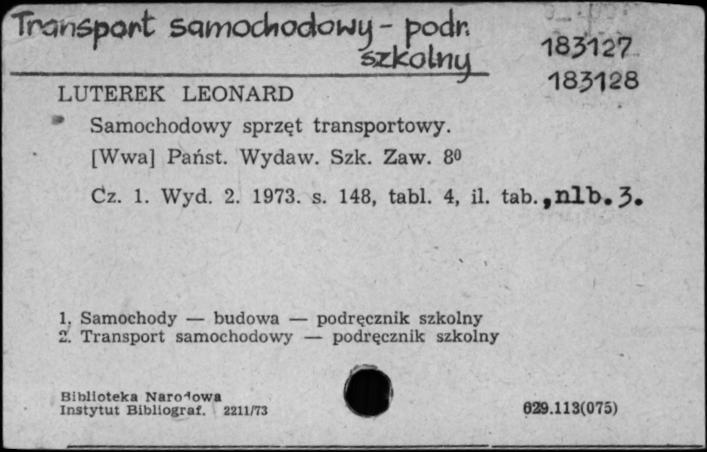 Transport samochodowy - podr.
szkolny
183127
183128
LUTEREK LEONARD
Samochodowy sprzęt transportowy.
[Wwa] Państ. Wydaw. Szk. Zaw. 8⁰
Cz. 1. Wyd. 2. 1973. s. 148, tabl. 4, il. tab., nlb. 3.
1. Samochody — budowa — podręcznik szkolny
2. Transport samochodowy — podręcznik szkolny
Biblioteka Narodowa
Instytut Bibliograf. 2211/73
629.113(075)